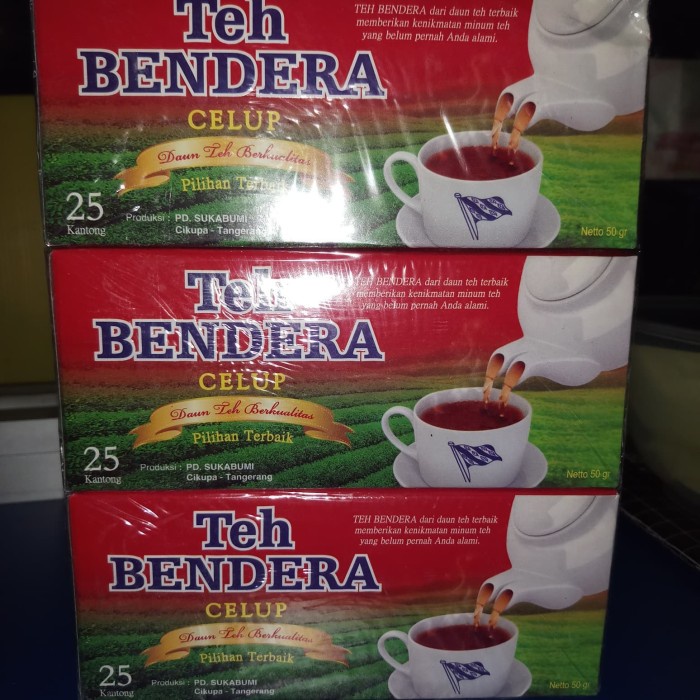 Teh
BENDERA
CELUP
Daun Teh Berkualitas
Pilihan Terbaik
TEH BENDERA dari daun teh terbaik
memberikan kenikmatan minum teh
yang belum pernah Anda alami.
25
Kantong
Produksi : PD. SUKABUMI
Cikupa - Tangerang
Netto 50 gr
Teh
BENDERA
CELUP
Daun Teh Berkualitas
Pilihan Terbaik
TEH BENDERA dari daun teh terbaik
memberikan kenikmatan minum teh
yang belum pernah Anda alami.
25
Kantong
Produksi : PD. SUKABUMI
Cikupa - Tangerang
Netto 50 gr
Teh
BENDERA
CELUP
Daun Teh Berkualitas
Pilihan Terbaik
TEH BENDERA dari daun teh terbaik
memberikan kenikmatan minum teh
yang belum pernah Anda alami.
25
Kantong
Produksi : PD. SUKABUMI
Cikupa - Tangerang
Netto 50 gr